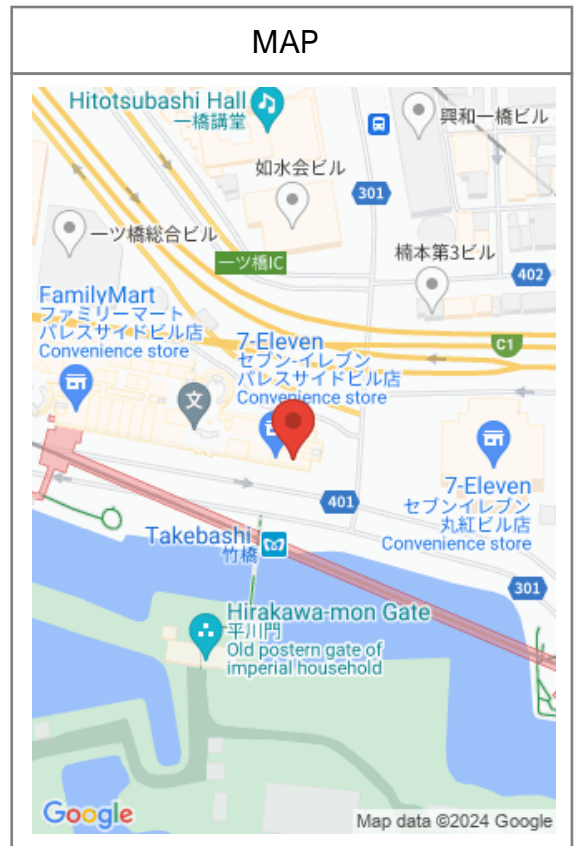 MAP
Hitotsubashi Hall
一橋講堂
興和一橋ビル
如水会ビル
301
一ツ橋総合ビル
一ツ橋IC
楠本第3ビル
402
FamilyMart
ファミリーマート
パレスサイドビル店
Convenience store
7-Eleven
セブン-イレブン
パレスサイドビル店
Convenience store
C1
文
7-Eleven
セブンイレブン
丸紅ビル店
Convenience store
401
Takebashi
竹橋
301
Hirakawa-mon Gate
平川門
Old postern gate of
imperial household
Google
Map data ©2024 Google